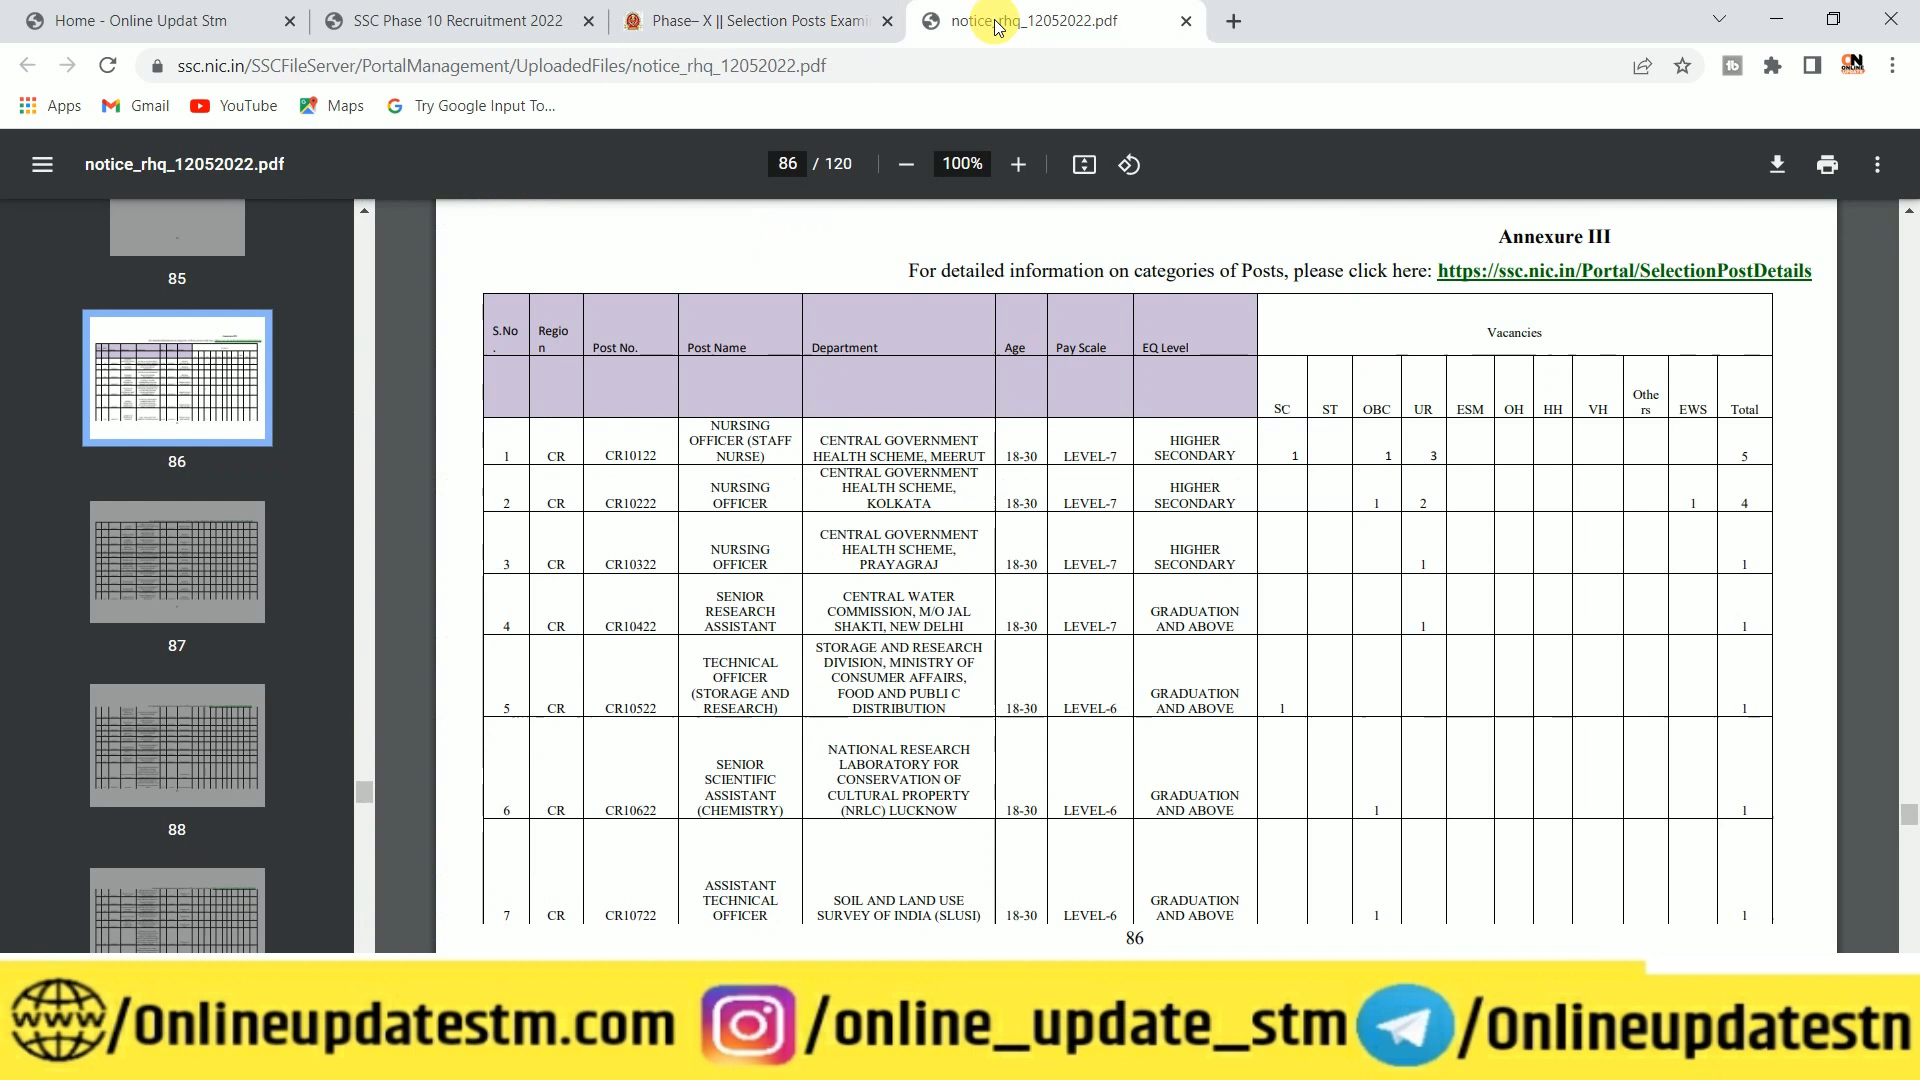 Home - Online Updat Stm
SSC Phase 10 Recruitment 2022
Phase– X || Selection Posts Exami
notice_rhq_12052022.pdf
ssc.nic.in/SSCFileServer/PortalManagement/UploadedFiles/notice_rhq_12052022.pdf
Apps
Gmail
YouTube
Maps
Try Google Input To...
notice_rhq_12052022.pdf
86 / 120
100%
85
86
87
88
Annexure III
For detailed information on categories of Posts, please click here: https://ssc.nic.in/Portal/SelectionPostDetails
S.No . Regio n Post No. Post Name Department Age Pay Scale EQ Level Vacancies
SC ST OBC UR ESM OH HH VH Othe rs EWS Total
1 CR CR10122 NURSING OFFICER (STAFF NURSE) CENTRAL GOVERNMENT HEALTH SCHEME, MEERUT 18-30 LEVEL-7 HIGHER SECONDARY 1 1 3 5
2 CR CR10222 NURSING OFFICER CENTRAL GOVERNMENT HEALTH SCHEME, KOLKATA 18-30 LEVEL-7 HIGHER SECONDARY 1 2 1 4
3 CR CR10322 NURSING OFFICER CENTRAL GOVERNMENT HEALTH SCHEME, PRAYAGRAJ 18-30 LEVEL-7 HIGHER SECONDARY 1 1
4 CR CR10422 SENIOR RESEARCH ASSISTANT CENTRAL WATER COMMISSION, M/O JAL SHAKTI, NEW DELHI 18-30 LEVEL-7 GRADUATION AND ABOVE 1 1
5 CR CR10522 TECHNICAL OFFICER (STORAGE AND RESEARCH) STORAGE AND RESEARCH DIVISION, MINISTRY OF CONSUMER AFFAIRS, FOOD AND PUBLI C DISTRIBUTION 18-30 LEVEL-6 GRADUATION AND ABOVE 1 1
6 CR CR10622 SENIOR SCIENTIFIC ASSISTANT (CHEMISTRY) NATIONAL RESEARCH LABORATORY FOR CONSERVATION OF CULTURAL PROPERTY (NRLC) LUCKNOW 18-30 LEVEL-6 GRADUATION AND ABOVE 1 1
7 CR CR10722 ASSISTANT TECHNICAL OFFICER SOIL AND LAND USE SURVEY OF INDIA (SLUSI) 18-30 LEVEL-6 GRADUATION AND ABOVE 1 1
86
www/Onlineupdatestm.com
/online_update_stm
/Onlineupdatestn